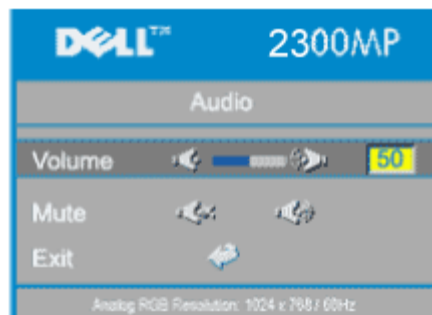 DELL™ 2300MP
Audio
Volume 50
Mute
Exit
Analog RGB Resolution: 1024 x 768 / 60Hz